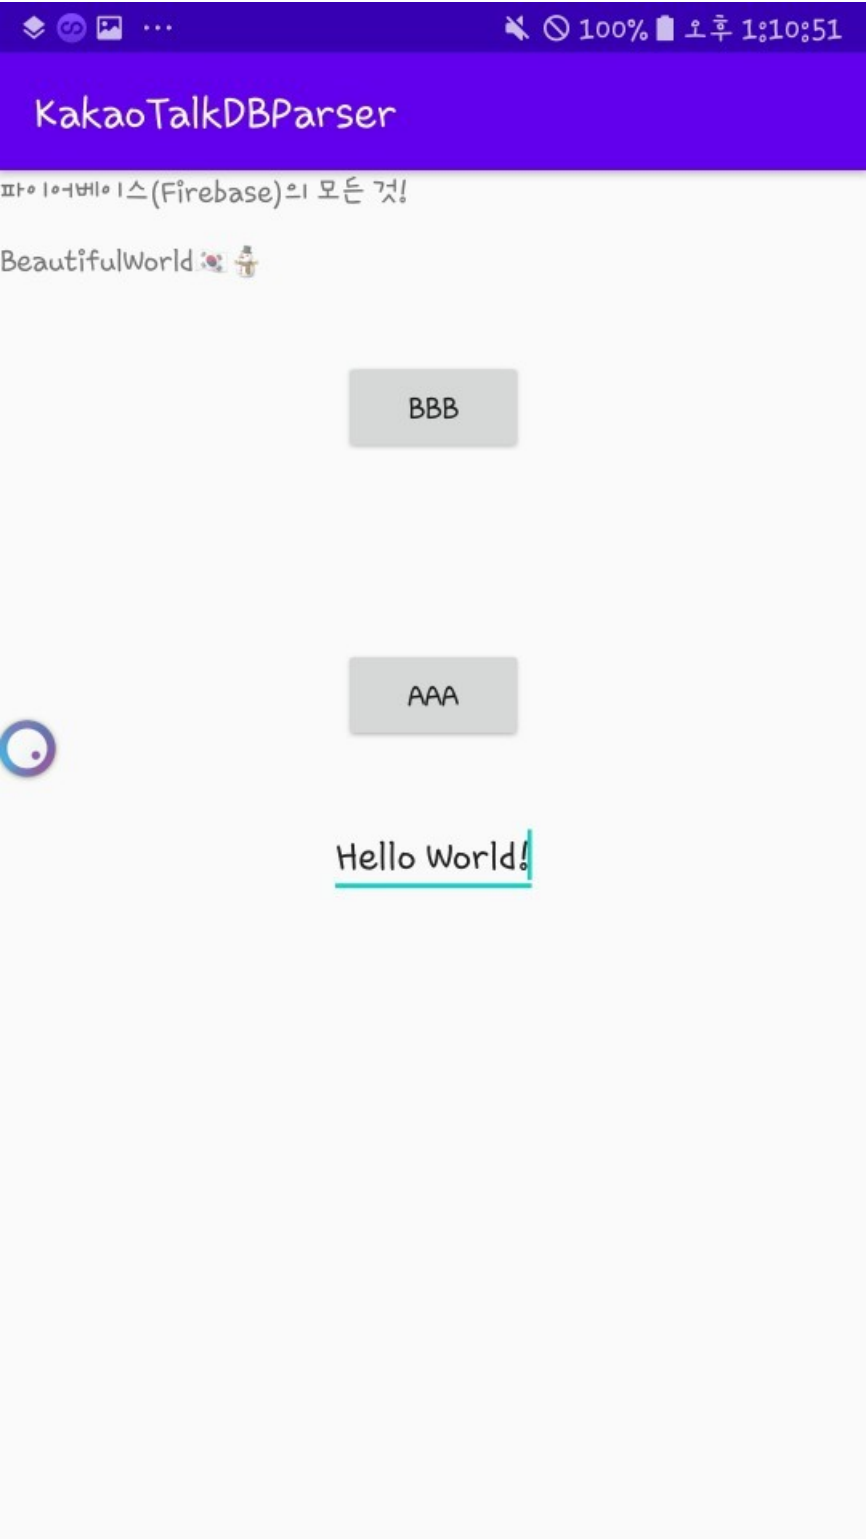 100% 오후 1:10:51
KakaoTalkDBParser
파이어베이스(Firebase)의 모든 것!
BeautifulWorld🇰🇷⛄
BBB
AAA
Hello World!